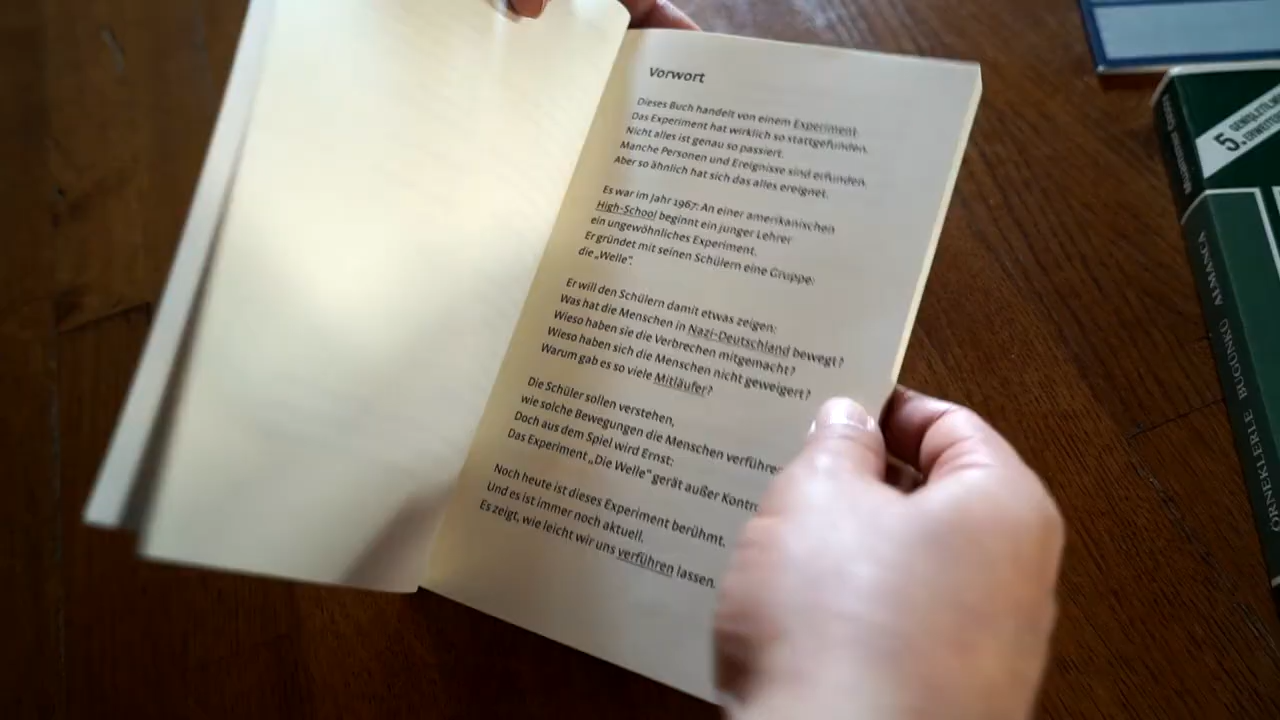 Vorwort
Dieses Buch handelt von einem Experiment.
Das Experiment hat wirklich so stattgefunden.
Nicht alles ist genau so passiert.
Manche Personen und Ereignisse sind erfunden.
Aber so ähnlich hat sich das alles ereignet.
Es war im Jahr 1967: An einer amerikanischen
High-School beginnt ein junger Lehrer
ein ungewöhnliches Experiment.
Er gründet mit seinen Schülern eine Gruppe:
die „Welle“.
Er will den Schülern damit etwas zeigen:
Was hat die Menschen in Nazi-Deutschland bewegt?
Wieso haben sie die Verbrechen mitgemacht?
Wieso haben sich die Menschen nicht geweigert?
Warum gab es so viele Mitläufer?
Die Schüler sollen verstehen,
wie solche Bewegungen die Menschen verführen
Doch aus dem Spiel wird Ernst:
Das Experiment „Die Welle“ gerät außer Kontro
Noch heute ist dieses Experiment berühmt.
Und es ist immer noch aktuell.
Es zeigt, wie leicht wir uns verführen lassen.
5.
ÖRNEKLERLE BUGÜNKÜ ALMANCA